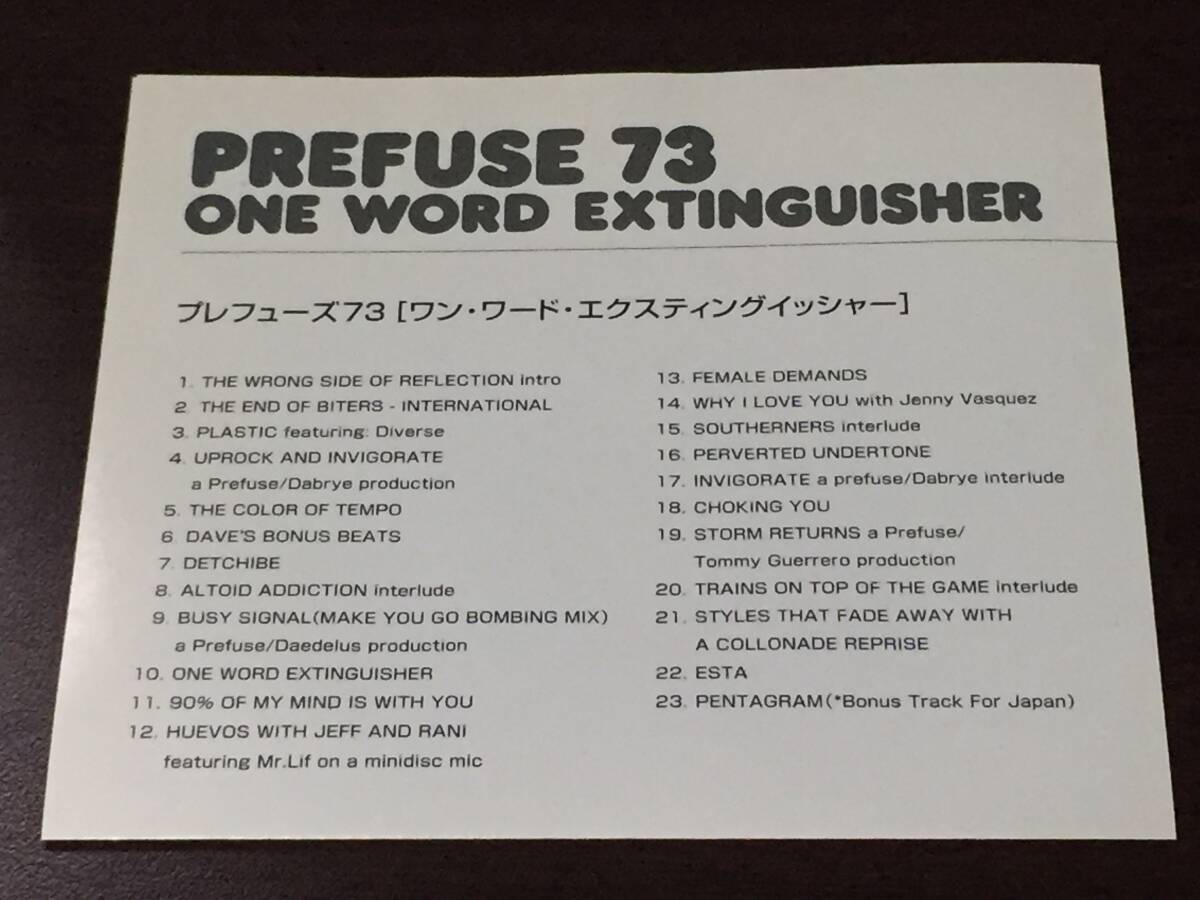 PREFUSE 73
ONE WORD EXTINGUISHER
プレフューズ73 [ワン・ワード・エクスティングイッシャー]
1. THE WRONG SIDE OF REFLECTION intro
2. THE END OF BITERS - INTERNATIONAL
3. PLASTIC featuring: Diverse
4. UPROCK AND INVIGORATE
a Prefuse/Dabrye production
5. THE COLOR OF TEMPO
6. DAVE'S BONUS BEATS
7. DETCHIBE
8. ALTOID ADDICTION interlude
9. BUSY SIGNAL(MAKE YOU GO BOMBING MIX)
a Prefuse/Daedelus production
10. ONE WORD EXTINGUISHER
11. 90% OF MY MIND IS WITH YOU
12. HUEVOS WITH JEFF AND RANI
featuring Mr.Lif on a minidisc mic
13. FEMALE DEMANDS
14. WHY I LOVE YOU with Jenny Vasquez
15. SOUTHERNERS interlude
16. PERVERTED UNDERTONE
17. INVIGORATE a prefuse/Dabrye interlude
18. CHOKING YOU
19. STORM RETURNS a Prefuse/
Tommy Guerrero production
20. TRAINS ON TOP OF THE GAME interlude
21. STYLES THAT FADE AWAY WITH
A COLLONADE REPRISE
22. ESTA
23. PENTAGRAM(*Bonus Track For Japan)